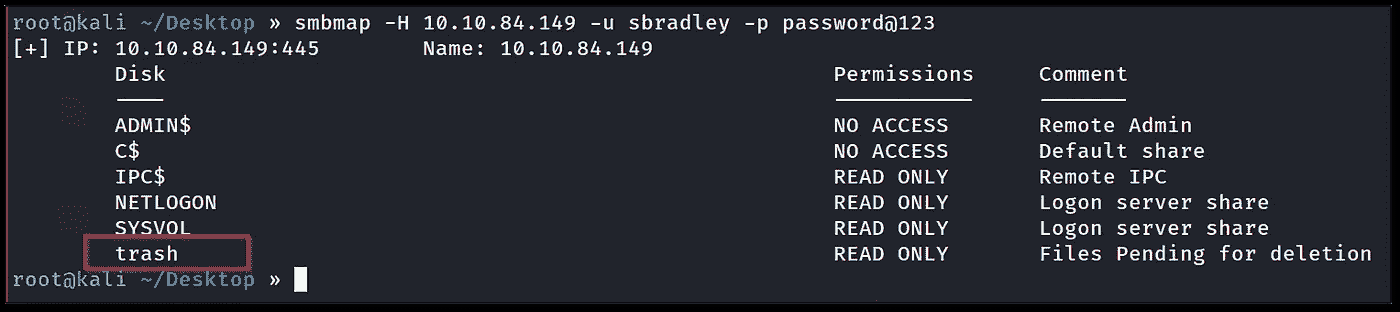 root@kali ~/Desktop » smbmap -H 10.10.84.149 -u sbradley -p password@123
[+] IP: 10.10.84.149:445 Name: 10.10.84.149
Disk Permissions Comment
---- ----------- -------
ADMIN$ NO ACCESS Remote Admin
C$ NO ACCESS Default share
IPC$ READ ONLY Remote IPC
NETLOGON READ ONLY Logon server share
SYSVOL READ ONLY Logon server share
trash READ ONLY Files Pending for deletion
root@kali ~/Desktop »